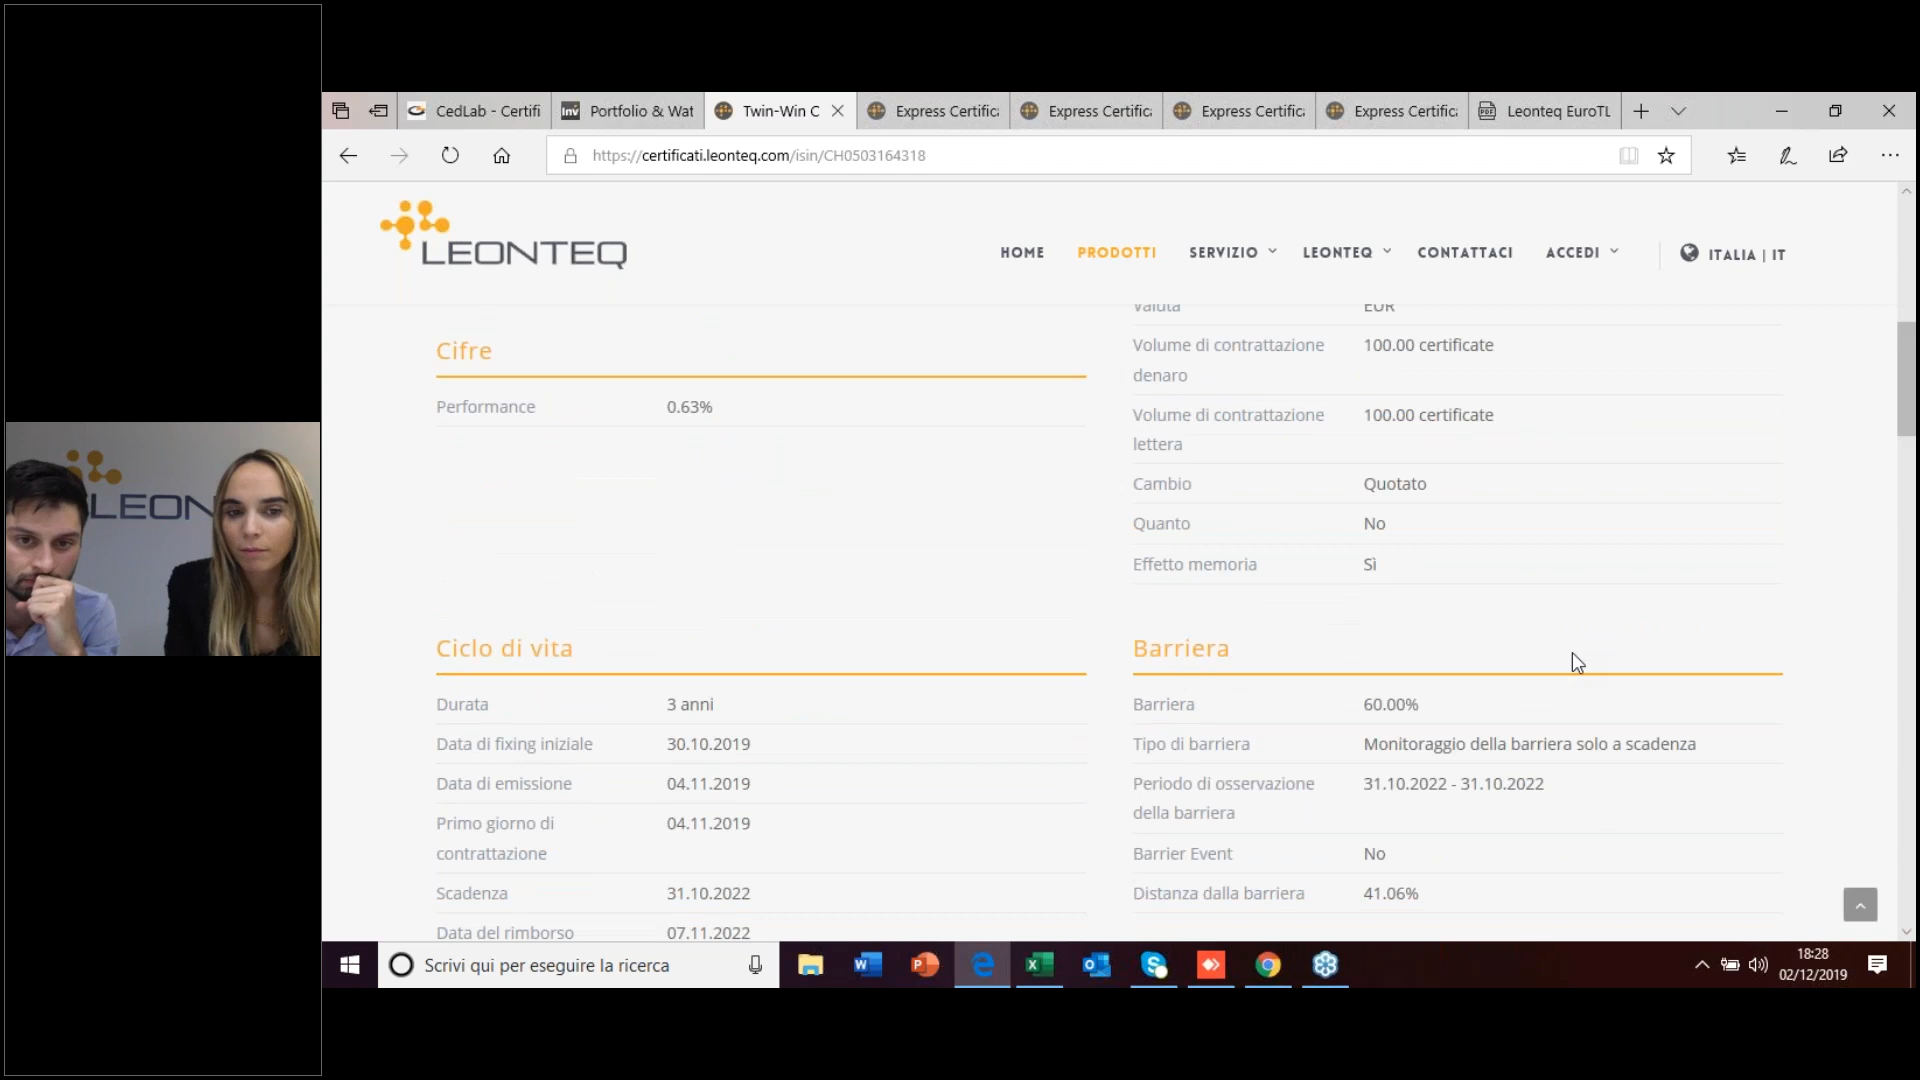 CedLab - Certifi
Portfolio & Wat
Twin-Win C
Express Certific
Express Certific
Express Certific
Express Certific
Leonteq EuroTL
https://certificati.leonteq.com/isin/CH0503164318
LEONTEQ
HOME
PRODOTTI
SERVIZIO
LEONTEQ
CONTATTACI
ACCEDI
ITALIA | IT
Valuta EUR
Cifre
Volume di contrattazione 100.00 certificate
denaro
Performance 0.63%
Volume di contrattazione 100.00 certificate
lettera
Cambio Quotato
Quanto No
Effetto memoria Sì
LEON
Ciclo di vita
Durata 3 anni
Data di fixing iniziale 30.10.2019
Data di emissione 04.11.2019
Primo giorno di 04.11.2019
contrattazione
Scadenza 31.10.2022
Data del rimborso 07.11.2022
Barriera
Barriera 60.00%
Tipo di barriera Monitoraggio della barriera solo a scadenza
Periodo di osservazione 31.10.2022 - 31.10.2022
della barriera
Barrier Event No
Distanza dalla barriera 41.06%
Scrivi qui per eseguire la ricerca
18:28
02/12/2019